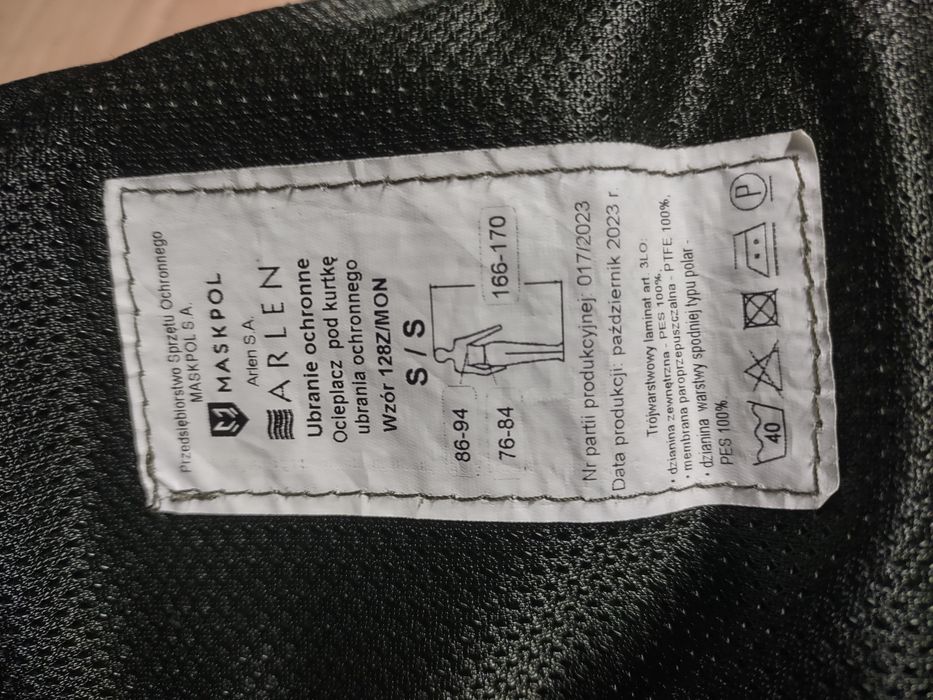 Przedsiębiorstwo Sprzętu Ochronnego
MASKPOL S.A.
MASKPOL
Arlen S.A.
ARLEN
Ubranie ochronne
Ocieplacz pod kurtkę
ubrania ochronnego
Wzór 128Z/MON
S / S
86-94
76-84
166-170
Nr partii produkcyjnej: 017/2023
Data produkcji: październik 2023 r.
Trójwarstwowy laminat art. 3LO:
• dzianina zewnętrzna - PES 100%,
• membrana paroprzepuszczalna - PTFE 100%,
• dzianina warstwy spodniej typu polar -
PES 100%
40
P